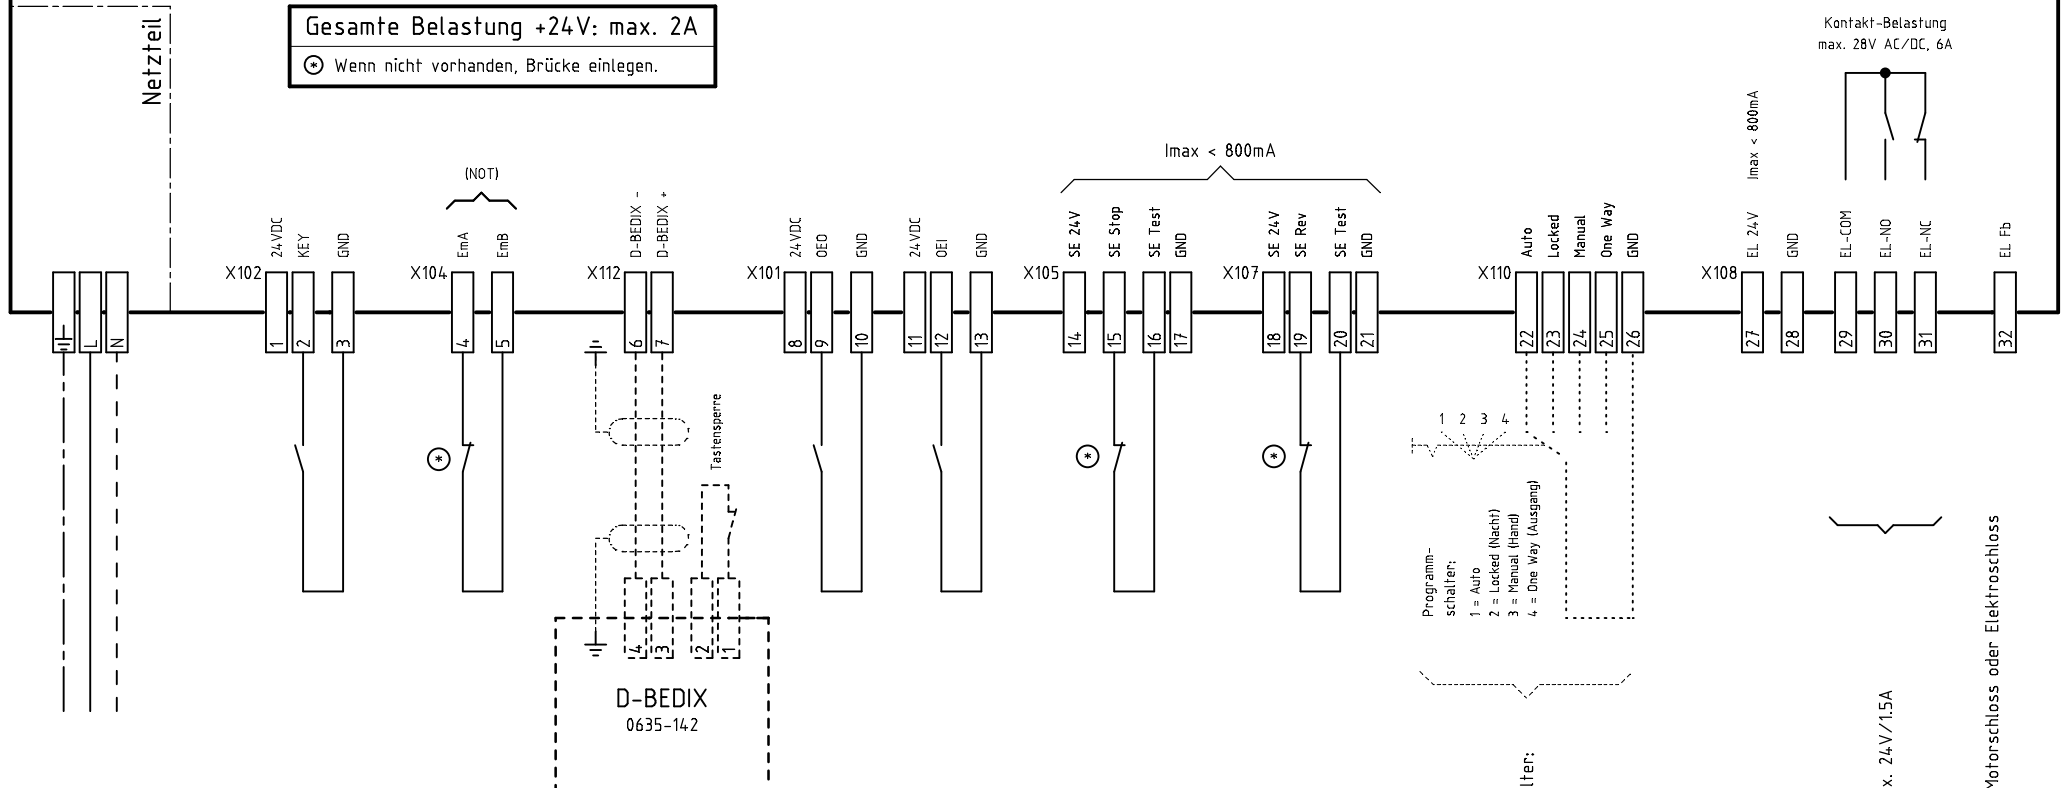 Netzteil
Gesamte Belastung +24V: max. 2A
* Wenn nicht vorhanden, Brücke einlegen.
Kontakt-Belastung
max. 28V AC/DC, 6A
Imax < 800mA
(NOT)
Imax < 800mA
L
N
X102
24VDC
KEY
GND
1
2
3
X104
EmA
EmB
4
5
X112
D-BEDIX -
D-BEDIX +
6
7
X101
24VDC
OEO
GND
8
9
10
24VDC
OEI
GND
11
12
13
X105
SE 24V
SE Stop
SE Test
GND
14
15
16
17
X107
SE 24V
SE Rev
SE Test
GND
18
19
20
21
X110
Auto
Locked
Manual
One Way
GND
22
23
24
25
26
X108
EL 24V
GND
EL-COM
EL-NO
EL-NC
EL Fb
27
28
29
30
31
32
*
*
*
Tastensperre
1 2 3 4
Programm-
schalter:
1 = Auto
2 = Locked (Nacht)
3 = Manual (Hand)
4 = One Way (Ausgang)
4
3
2
1
D-BEDIX
0635-142
lter:
x. 24V/1.5A
Motorschloss oder Elektroschloss